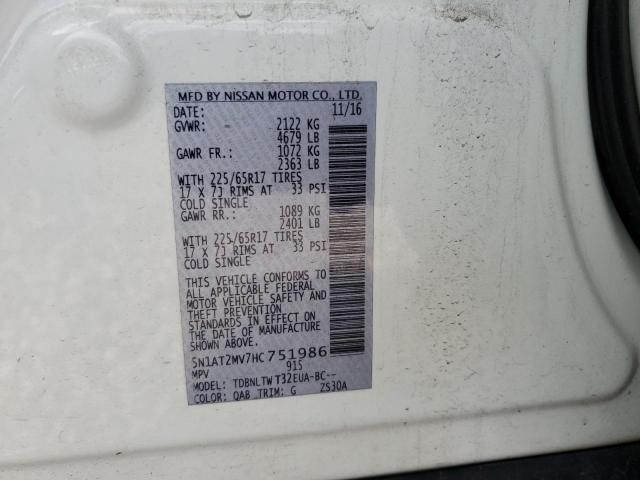 MFD BY NISSAN MOTOR CO., LTD.
DATE: 11/16
GVWR: 2122 KG
4679 LB
GAWR FR.: 1072 KG
2363 LB
WITH 225/65R17 TIRES
17 X 7J RIMS AT 33 PSI
COLD SINGLE
GAWR RR.: 1089 KG
2401 LB
WITH 225/65R17 TIRES
17 X 7J RIMS AT 33 PSI
COLD SINGLE
THIS VEHICLE CONFORMS TO
ALL APPLICABLE FEDERAL
MOTOR VEHICLE SAFETY AND
THEFT PREVENTION
STANDARDS IN EFFECT ON
THE DATE OF MANUFACTURE
SHOWN ABOVE.
5N1AT2MV7HC751986
MPV 915
MODEL: TDBNLTWT32EUA-BC--
COLOR: QAB TRIM: G ZS30A